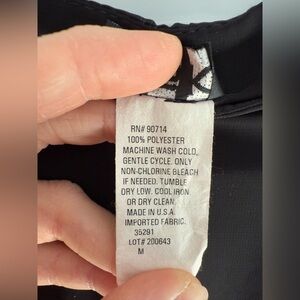 RN# 90714
100% POLYESTER
MACHINE WASH COLD,
GENTLE CYCLE. ONLY
NON-CHLORINE BLEACH
IF NEEDED. TUMBLE
DRY LOW. COOL IRON.
OR DRY CLEAN.
MADE IN U.S.A.
IMPORTED FABRIC.
35281
LOT# 200643
M